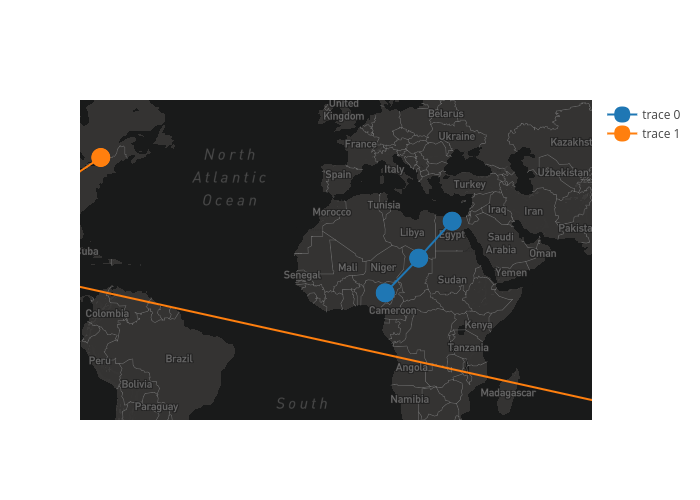 trace 0
trace 1
United
Kingdom
Belarus
Ukraine
France
Kazakhst
North
Atlantic
Ocean
Italy
Spain
Uzbekistan
Turkey
Tunisia
Morocco
Iraq
Iran
Libya
Egypt
Pakista
Saudi
Arabia
Oman
uba
Mali
Niger
Senegal
Yemen
Sudan
Cameroon
Colombia
Kenya
Tanzania
Peru
Brazil
Angola
Bolivia
Madagascar
Namibia
Paraguay
South